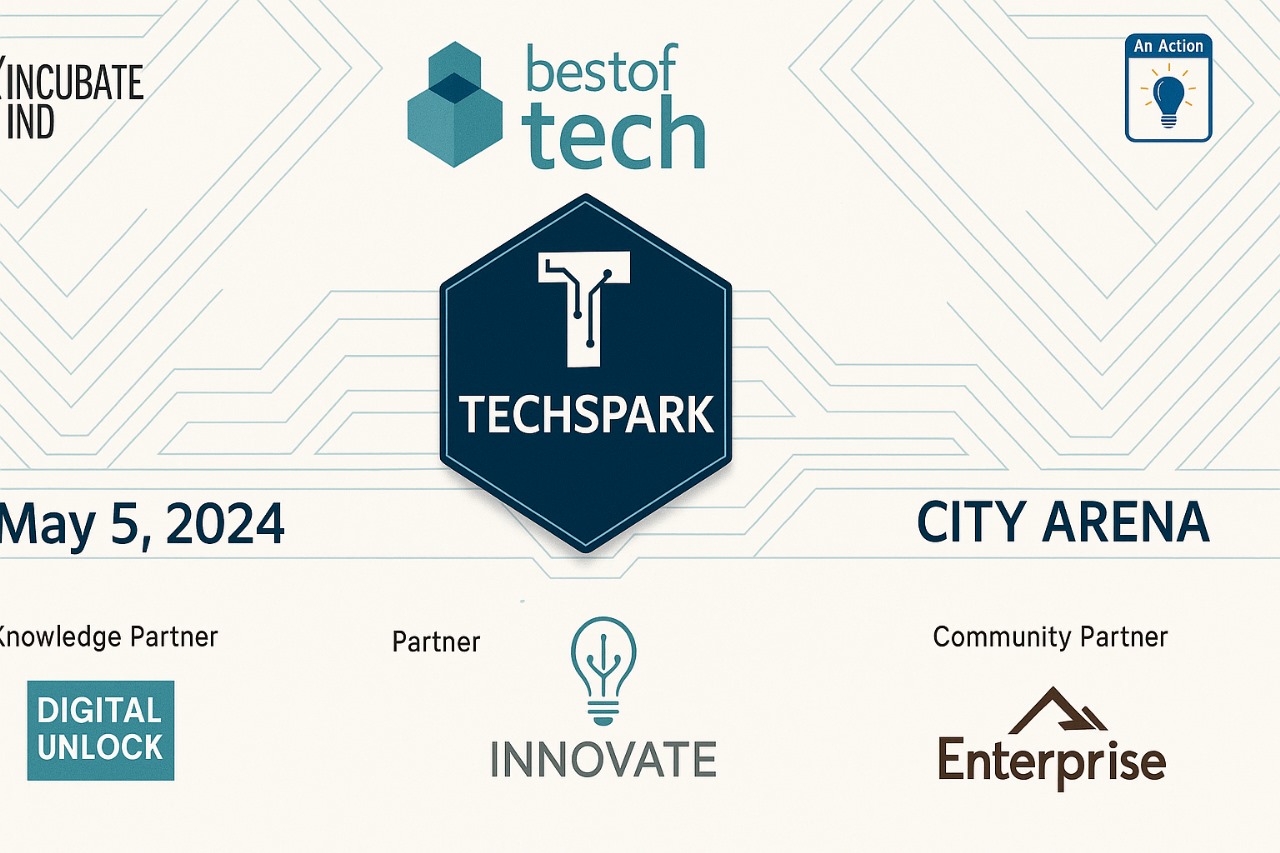 INCUBATE
IND
bestof
tech
An Action
T
TECHSPARK
May 5, 2024
CITY ARENA
Knowledge Partner
DIGITAL
UNLOCK
Partner
INNOVATE
Community Partner
Enterprise